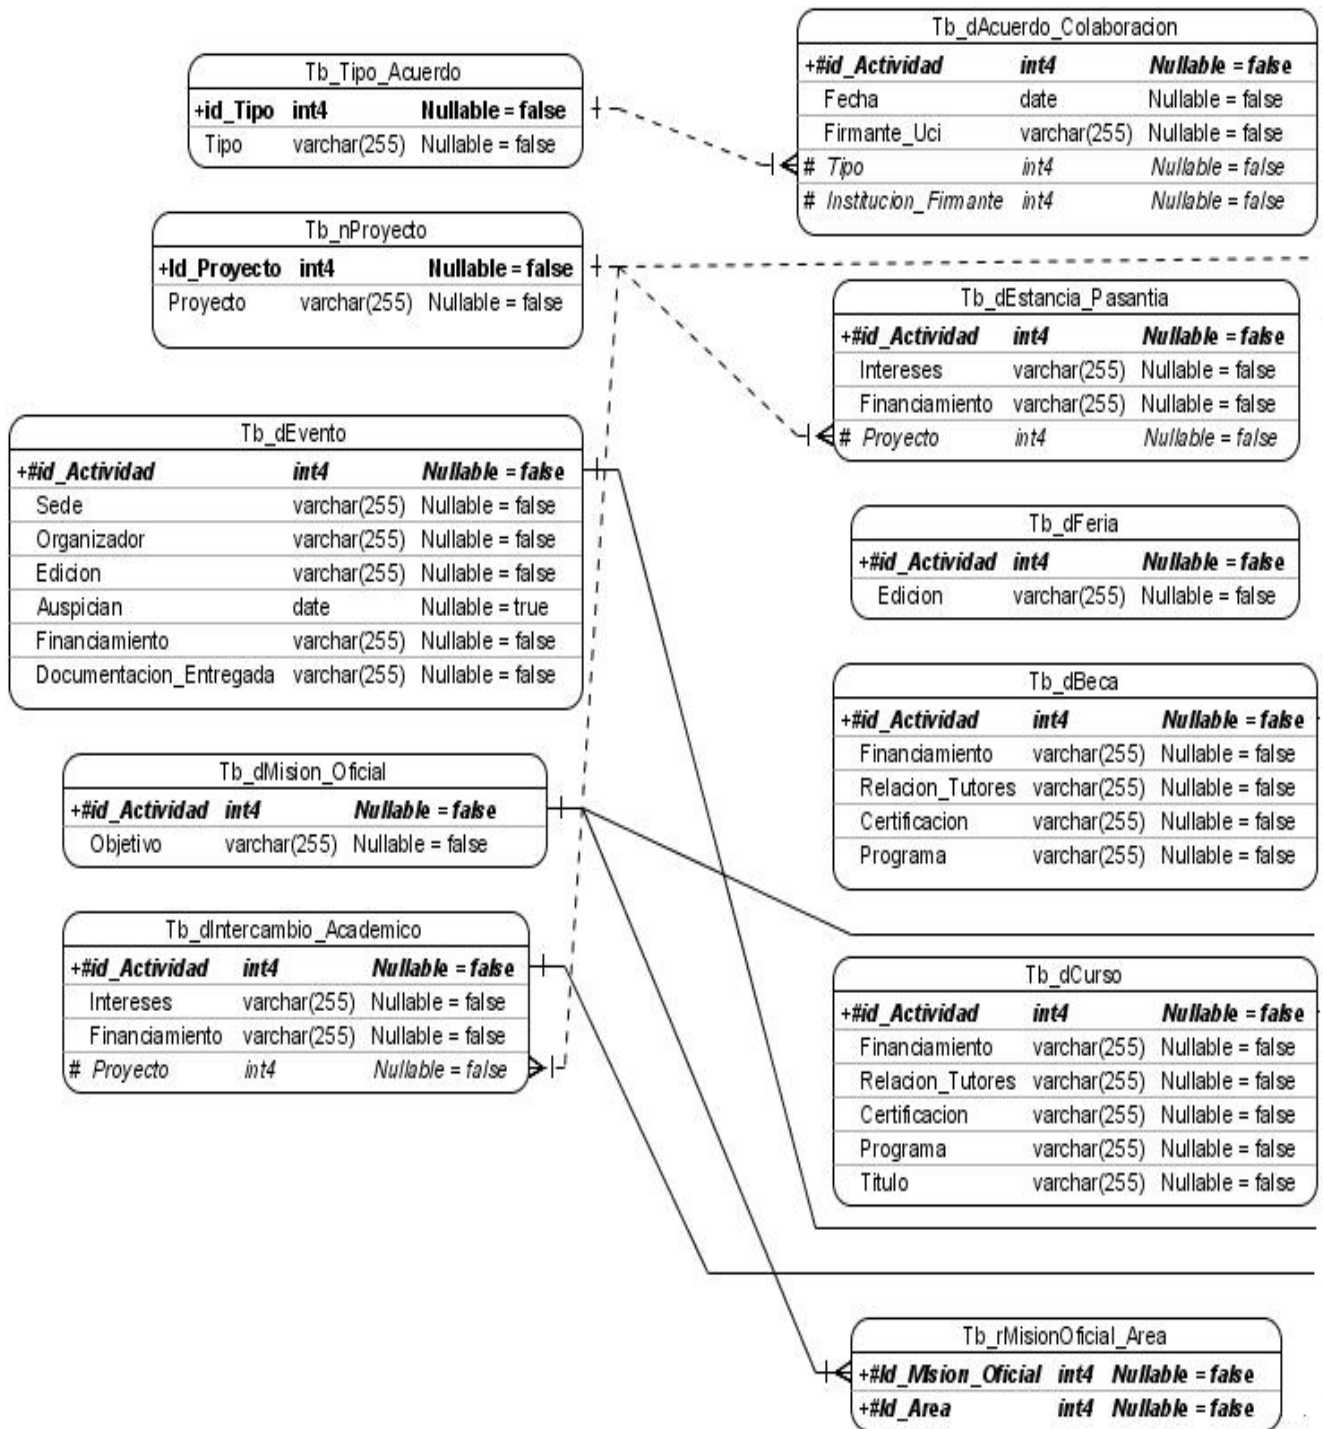 Tb_Tipo_Acuerdo
+id_Tipo int4 Nullable = false
Tipo varchar(255) Nullable = false
Tb_dAcuerdo_Colaboracion
+#id_Actividad int4 Nullable = false
Fecha date Nullable = false
Firmante_Uci varchar(255) Nullable = false
# Tipo int4 Nullable = false
# Institucion_Firmante int4 Nullable = false
Tb_nProyecto
+Id_Proyecto int4 Nullable = false
Proyecto varchar(255) Nullable = false
Tb_dEstancia_Pasantia
+#id_Actividad int4 Nullable = false
Intereses varchar(255) Nullable = false
Financiamiento varchar(255) Nullable = false
# Proyecto int4 Nullable = false
Tb_dEvento
+#id_Actividad int4 Nullable = false
Sede varchar(255) Nullable = false
Organizador varchar(255) Nullable = false
Edicion varchar(255) Nullable = false
Auspician date Nullable = true
Financiamiento varchar(255) Nullable = false
Documentacion_Entregada varchar(255) Nullable = false
Tb_dFeria
+#id_Actividad int4 Nullable = false
Edicion varchar(255) Nullable = false
Tb_dBeca
+#id_Actividad int4 Nullable = false
Financiamiento varchar(255) Nullable = false
Relacion_Tutores varchar(255) Nullable = false
Certificacion varchar(255) Nullable = false
Programa varchar(255) Nullable = false
Tb_dMision_Oficial
+#id_Actividad int4 Nullable = false
Objetivo varchar(255) Nullable = false
Tb_dIntercambio_Academico
+#id_Actividad int4 Nullable = false
Intereses varchar(255) Nullable = false
Financiamiento varchar(255) Nullable = false
# Proyecto int4 Nullable = false
Tb_dCurso
+#id_Actividad int4 Nullable = false
Financiamiento varchar(255) Nullable = false
Relacion_Tutores varchar(255) Nullable = false
Certificacion varchar(255) Nullable = false
Programa varchar(255) Nullable = false
Titulo varchar(255) Nullable = false
Tb_rMisionOficial_Area
+#Id_MIsion_Oficial int4 Nullable = false
+#Id_Area int4 Nullable = false